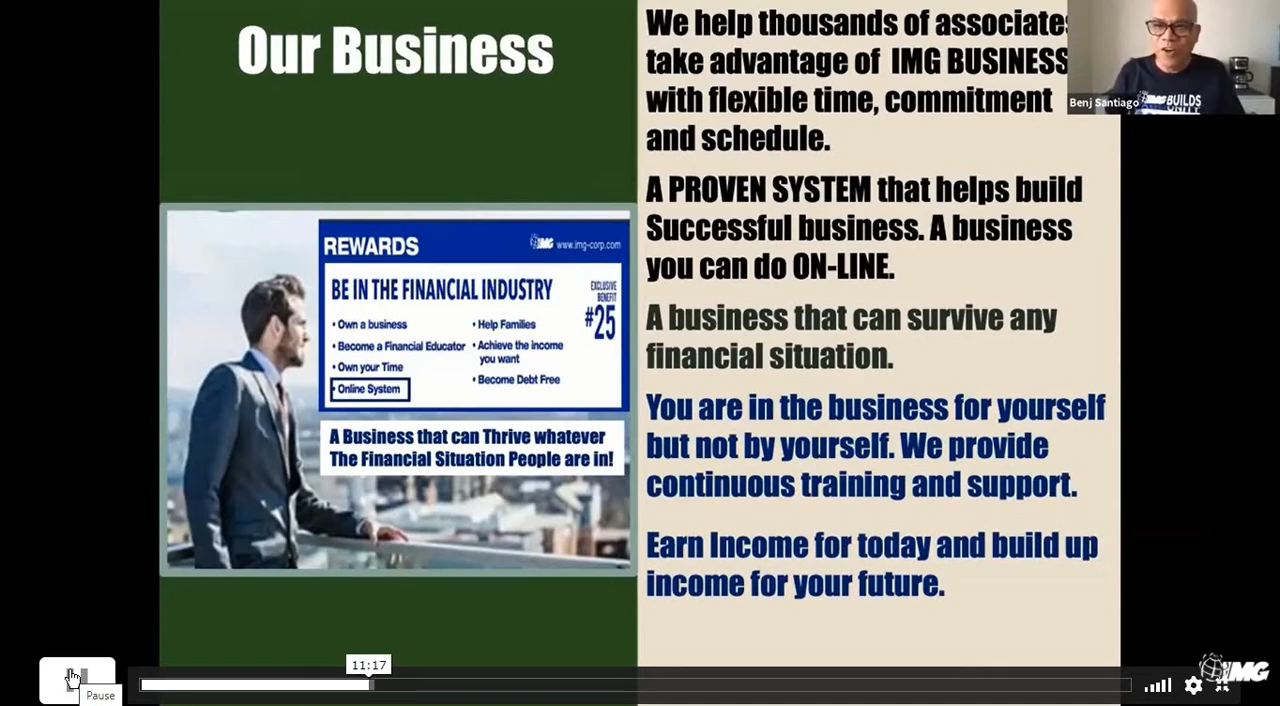 Our Business
REWARDS
IMG www.img-corp.com
BE IN THE FINANCIAL INDUSTRY
EXCLUSIVE
BENEFIT
#25
• Own a business
• Become a Financial Educator
• Own your Time
• Online System
• Help Families
• Achieve the income
you want
• Become Debt Free
A Business that can Thrive whatever
The Financial Situation People are in!
We help thousands of associates
take advantage of IMG BUSINESS
with flexible time, commitment
and schedule.
A PROVEN SYSTEM that helps build
Successful business. A business
you can do ON-LINE.
A business that can survive any
financial situation.
You are in the business for yourself
but not by yourself. We provide
continuous training and support.
Earn Income for today and build up
income for your future.
IMG BUILDS
Benj Santiago
11:17
Pause
IMG